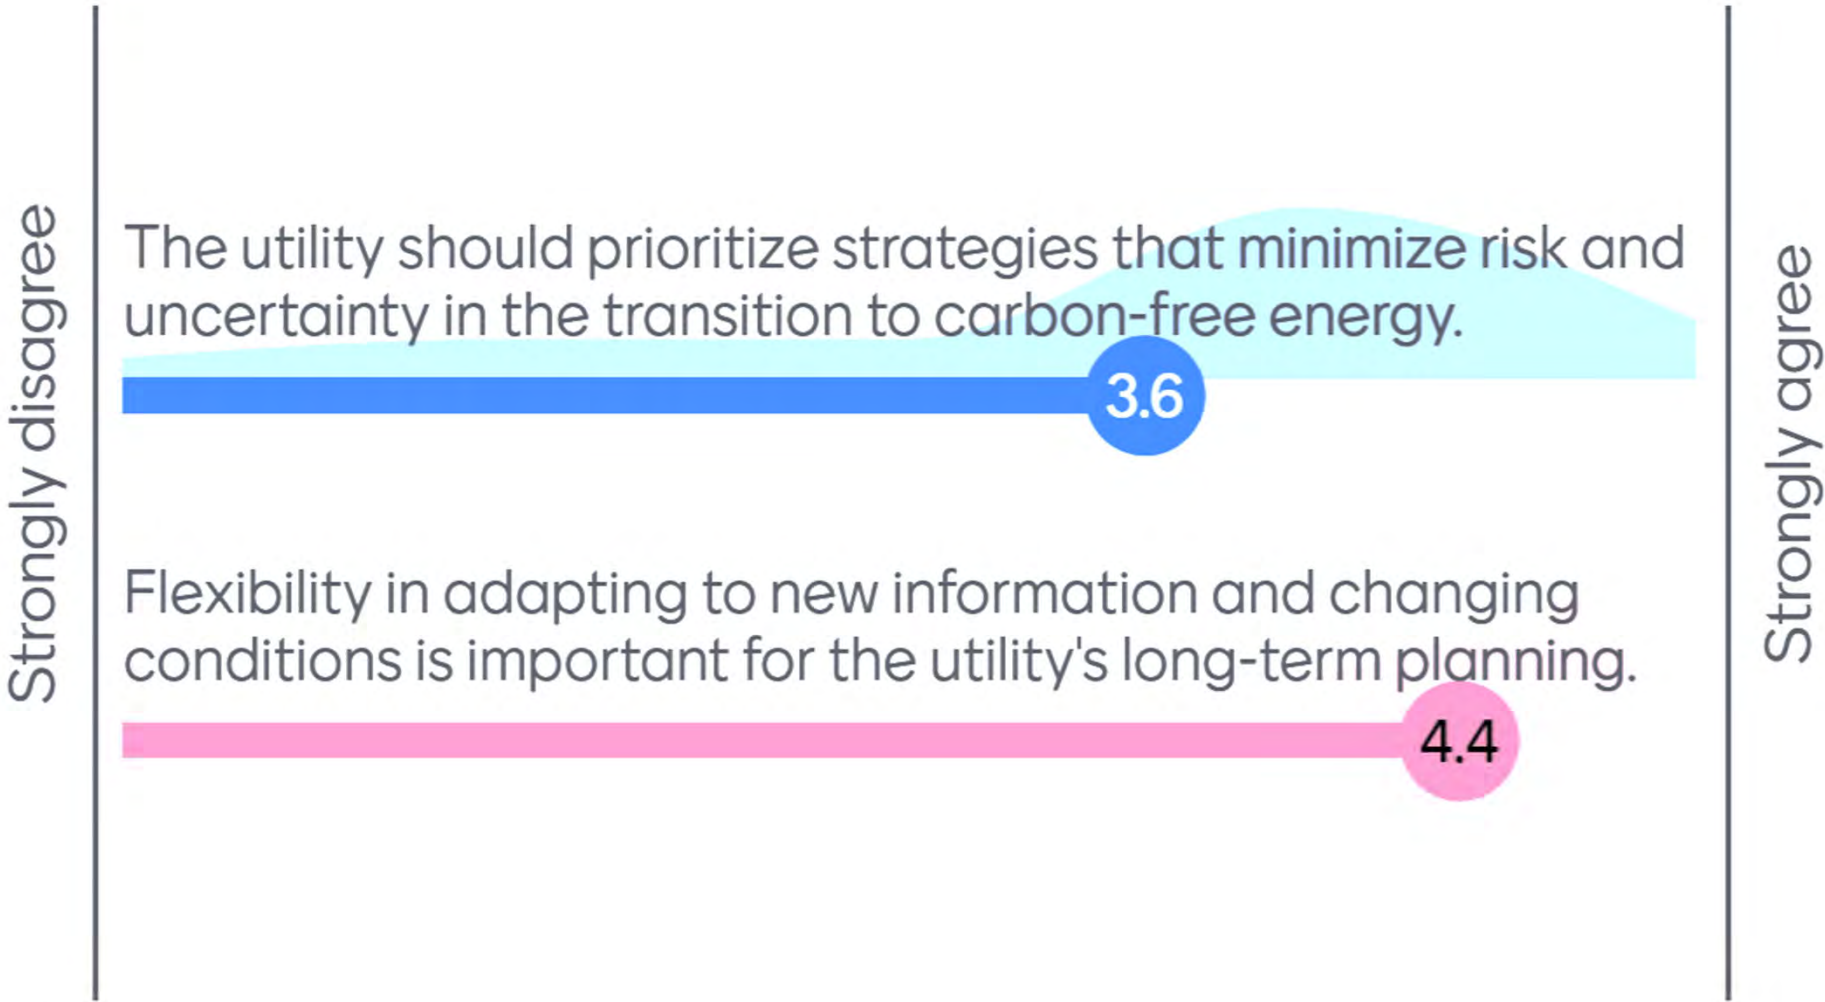 Strongly disagree
The utility should prioritize strategies that minimize risk and
uncertainty in the transition to carbon-free energy.
3.6
Flexibility in adapting to new information and changing
conditions is important for the utility's long-term planning.
4.4
Strongly agree